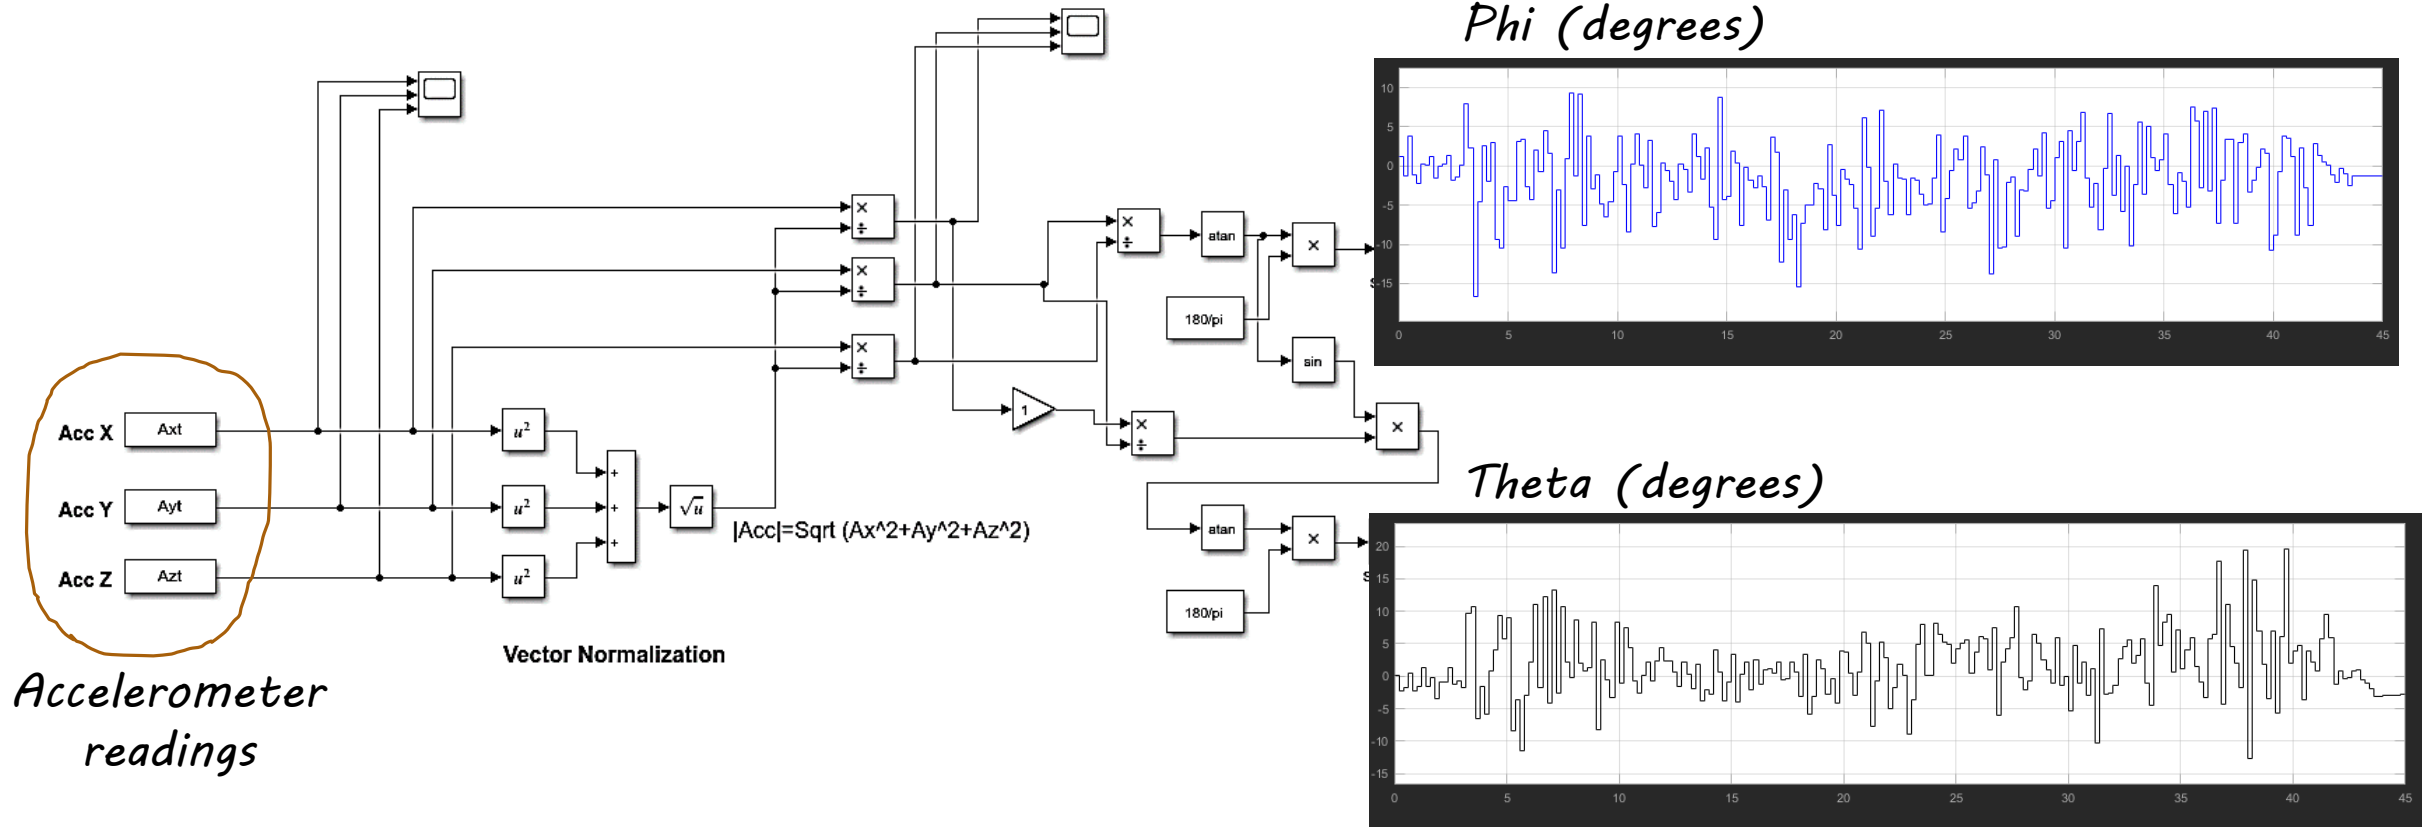 Phi (degrees)
10
5
0
-5
-10
-15
0 5 10 15 20 25 30 35 40 45
× ÷
× ÷
× ÷
× ÷
atan
×
180/pi
sin
1
× ÷
×
Acc X Axt u²
Acc Y Ayt u²
Acc Z Azt u²
+
+
+
√u
|Acc|=Sqrt (Ax^2+Ay^2+Az^2)
Vector Normalization
Accelerometer
readings
atan
×
180/pi
Theta (degrees)
20
15
10
5
0
-5
-10
-15
0 5 10 15 20 25 30 35 40 45